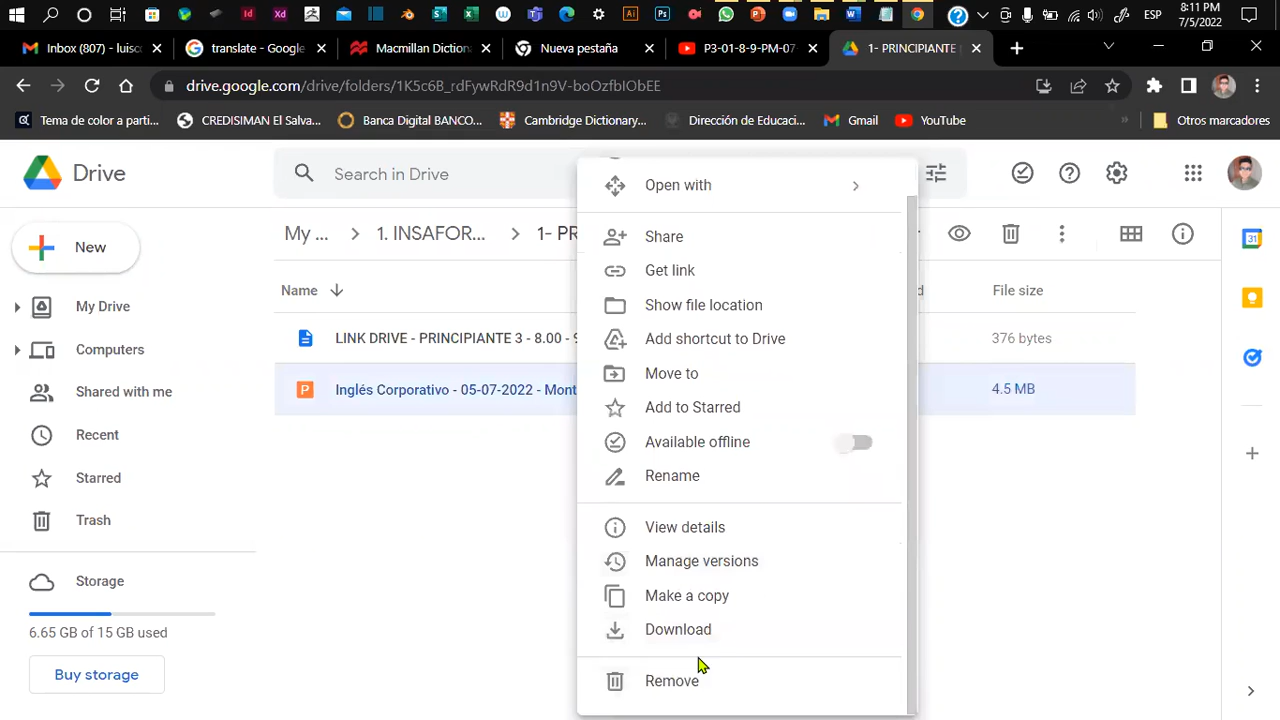 ESP
8:11 PM
7/5/2022
Inbox (807) - luisc
translate - Google
Macmillan Dictiona
Nueva pestaña
P3-01-8-9-PM-07-
1- PRINCIPIANTE
drive.google.com/drive/folders/1K5c6B_rdFywRdR9d1n9V-boOzfbIObEE
Tema de color a parti...
CREDISIMAN El Salva...
Banca Digital BANCO...
Cambridge Dictionary...
Dirección de Educaci...
Gmail
YouTube
»
Otros marcadores
Drive
Search in Drive
New
My ...
1. INSAFOR...
1- PR
My Drive
Computers
Shared with me
Recent
Starred
Trash
Storage
6.65 GB of 15 GB used
Buy storage
Name
File size
LINK DRIVE - PRINCIPIANTE 3 - 8.00 - 9
376 bytes
P
Inglés Corporativo - 05-07-2022 - Mont
4.5 MB
Open with
Share
Get link
Show file location
Add shortcut to Drive
Move to
Add to Starred
Available offline
Rename
View details
Manage versions
Make a copy
Download
Remove
31